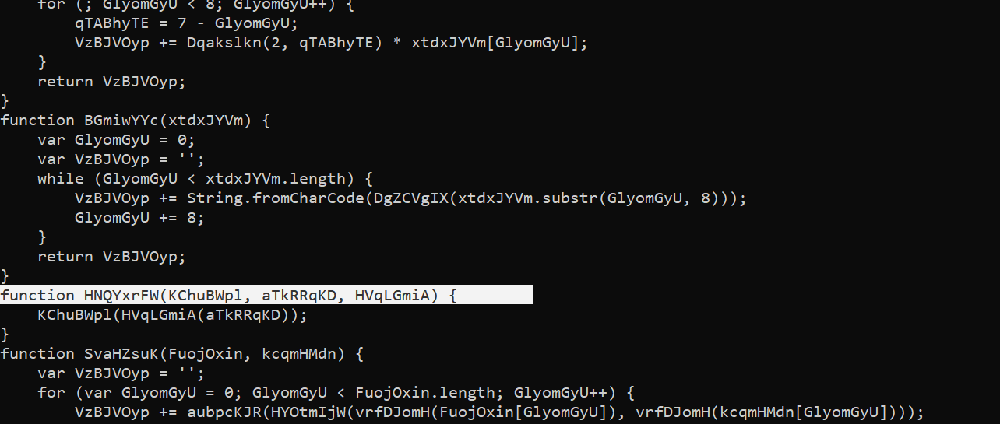 for (; GlyomGyU < 8; GlyomGyU++) {
qTABhyTE = 7 - GlyomGyU;
VzBJVOyp += Dqakslkn(2, qTABhyTE) * xtdxJYVm[GlyomGyU];
}
return VzBJVOyp;
}
function BGmiwYYc(xtdxJYVm) {
var GlyomGyU = 0;
var VzBJVOyp = '';
while (GlyomGyU < xtdxJYVm.length) {
VzBJVOyp += String.fromCharCode(DgZCVgIX(xtdxJYVm.substr(GlyomGyU, 8)));
GlyomGyU += 8;
}
return VzBJVOyp;
}
function HNQYxrFW(KChuBWpl, aTkRRqKD, HVqLGmiA) {
KChuBWpl(HVqLGmiA(aTkRRqKD));
}
function SvaHZsuK(FuojOxin, kcqmHMdn) {
var VzBJVOyp = '';
for (var GlyomGyU = 0; GlyomGyU < FuojOxin.length; GlyomGyU++) {
VzBJVOyp += aubpcKJR(HYOtmIjW(vrfDJomH(FuojOxin[GlyomGyU]), vrfDJomH(kcqmHMdn[GlyomGyU])));